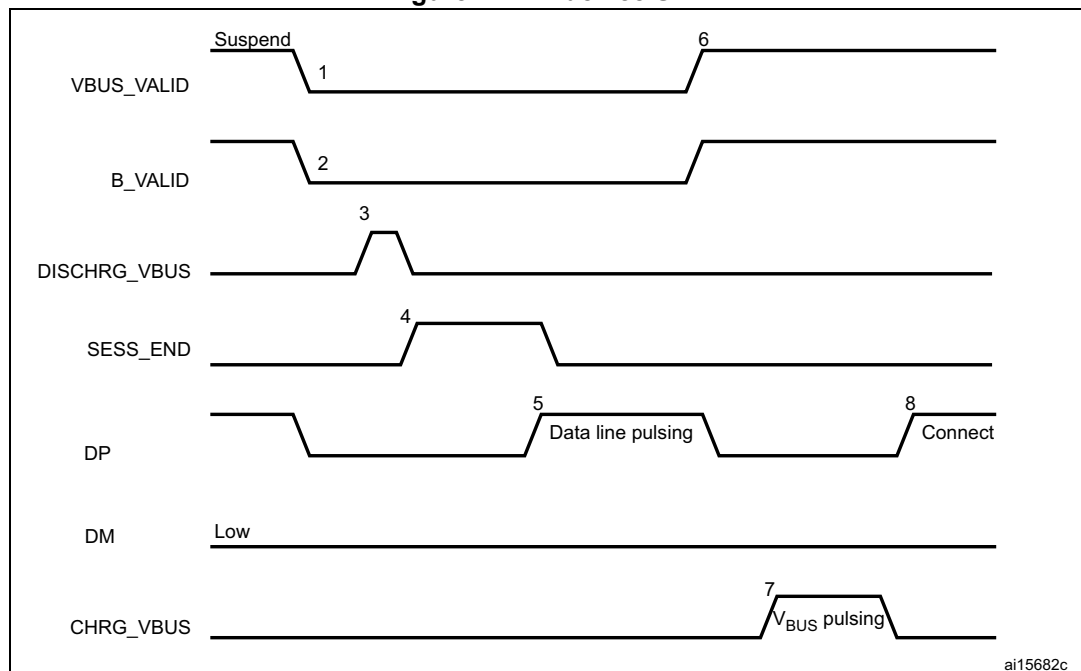 Suspend
6
VBUS_VALID
1
B_VALID
2
3
DISCHRG_VBUS
4
SESS_END
5
8
Data line pulsing
Connect
DP
Low
DM
7
VBUS pulsing
CHRG_VBUS
ai15682c